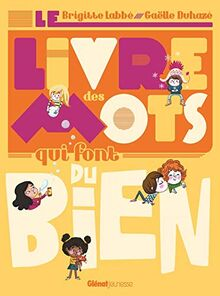 LE Brigitte Labbé Gaëlle Duhazé
LIVRE
des MOTS
qui font
DU
BIEN
Glénat jeunesse